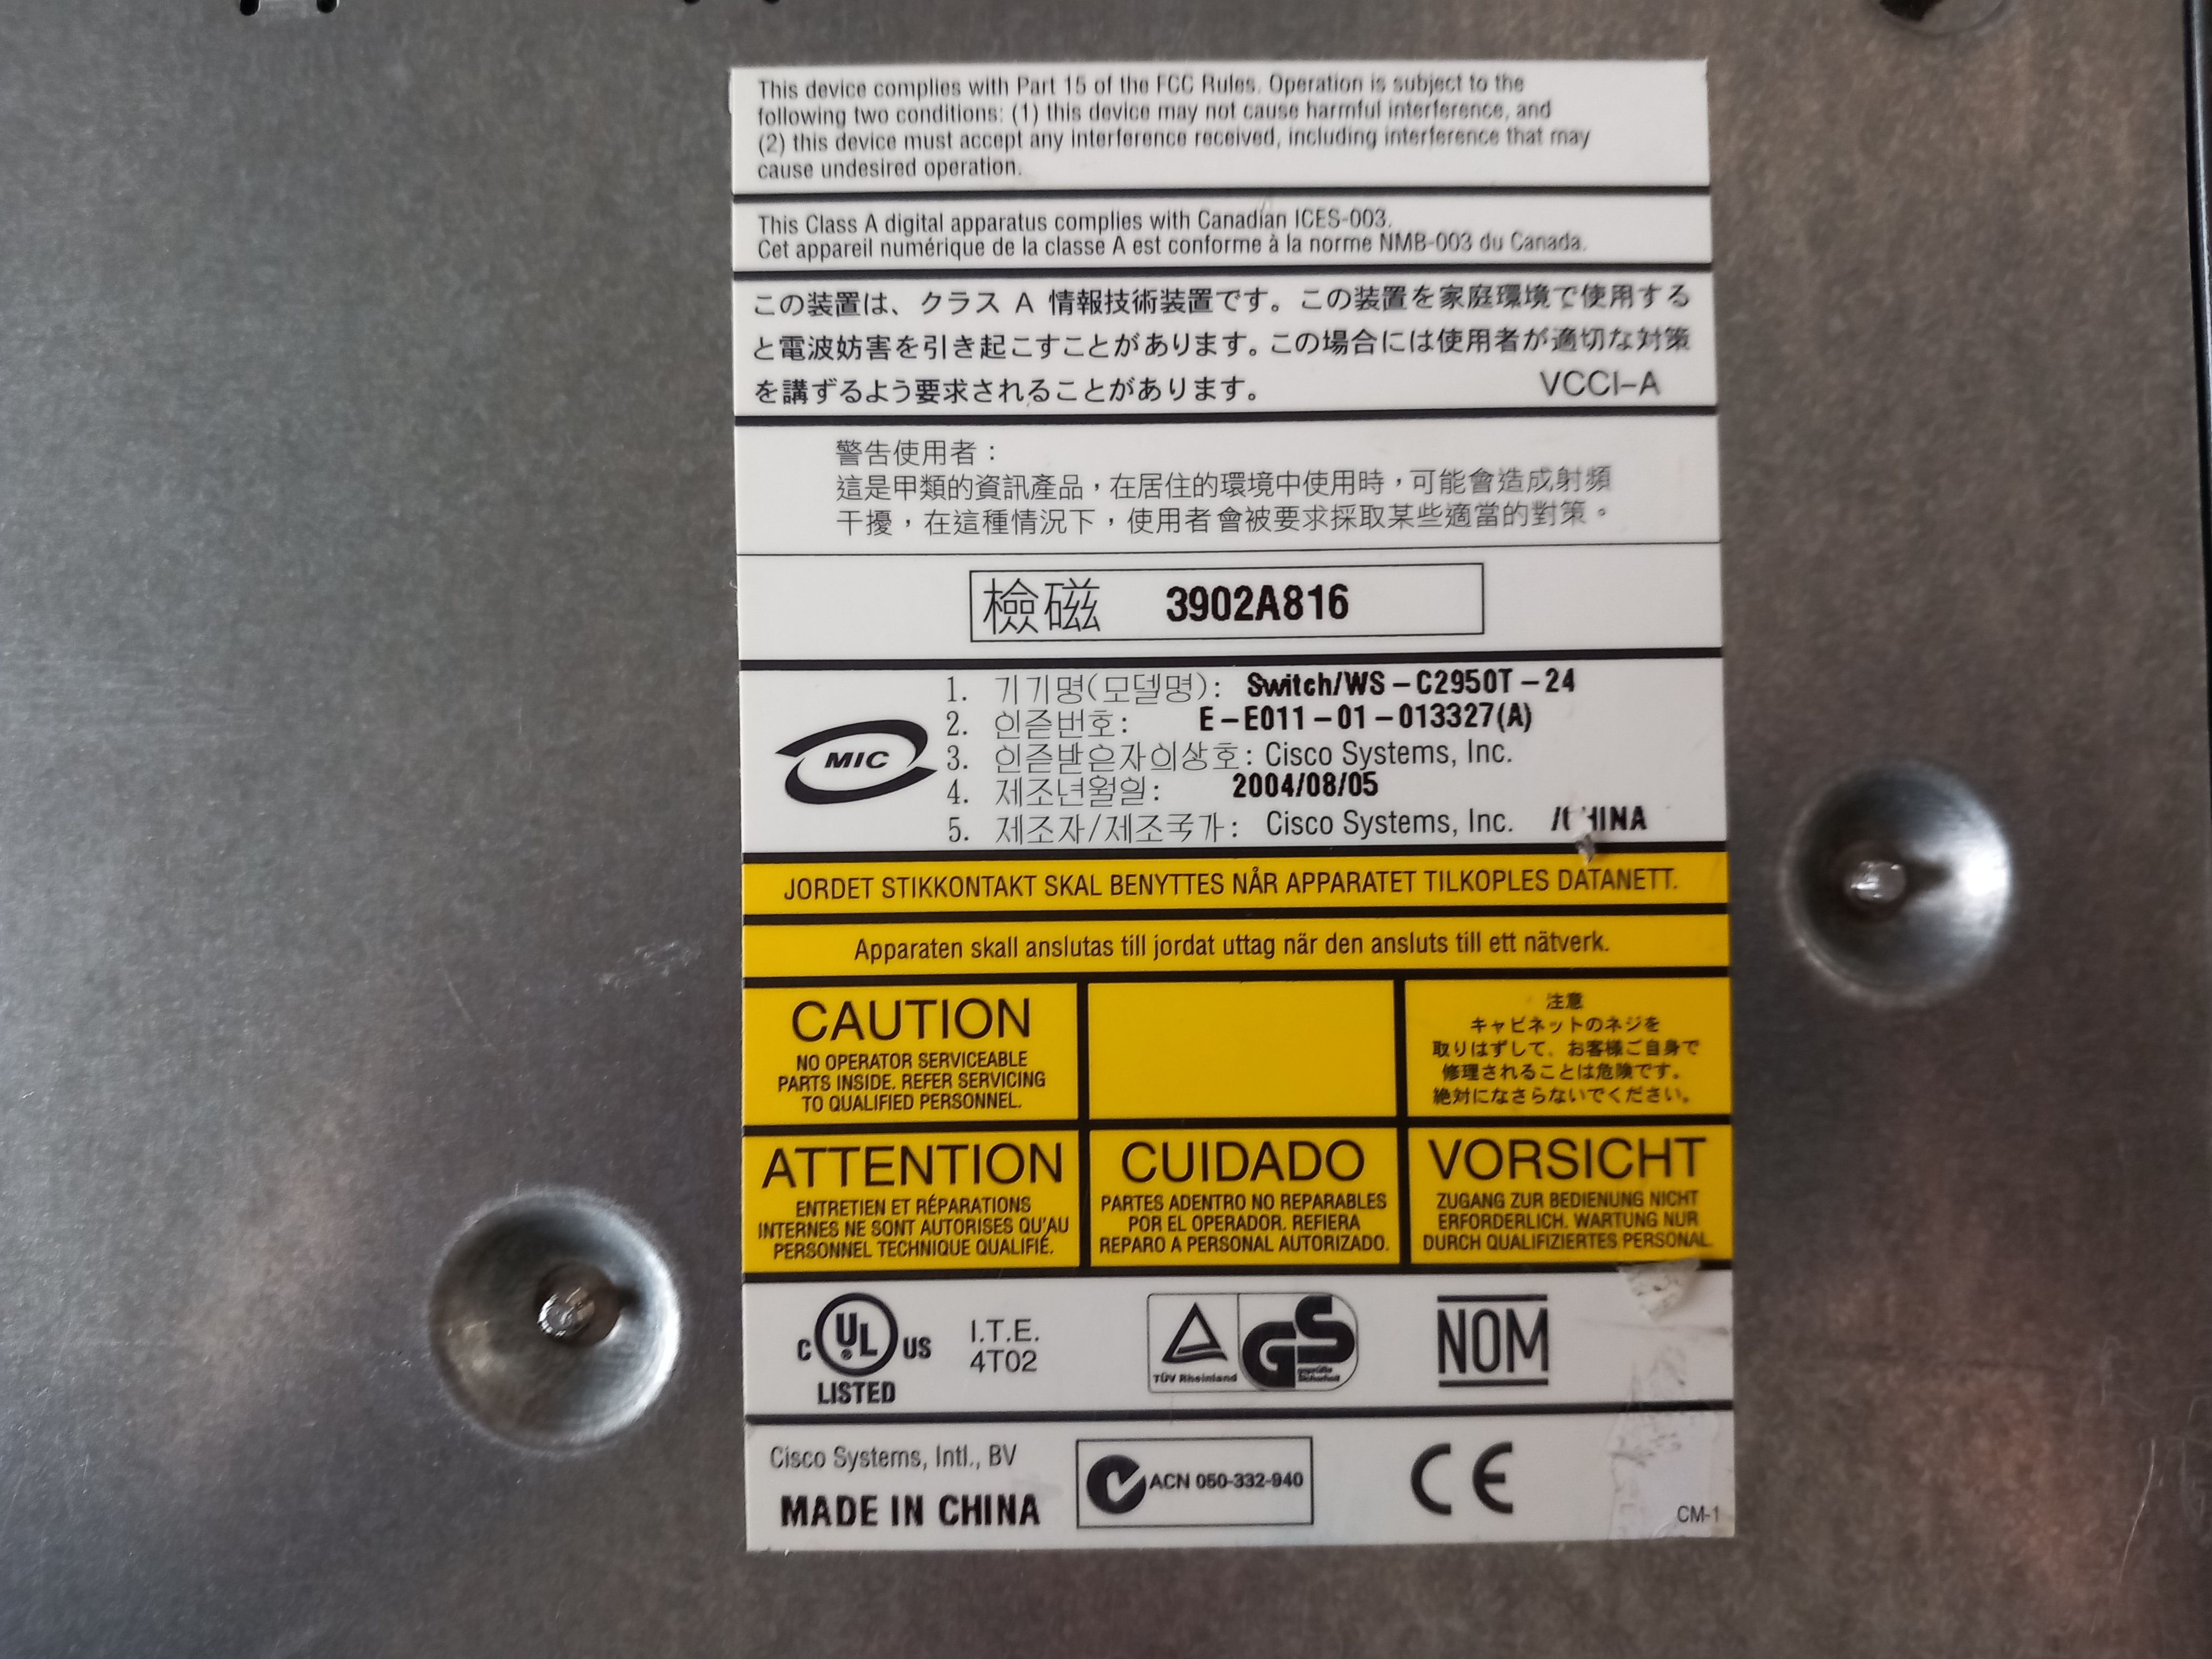 This device complies with Part 15 of the FCC Rules. Operation is subject to the
following two conditions: (1) this device may not cause harmful interference, and
(2) this device must accept any interference received, including interference that may
cause undesired operation.
This Class A digital apparatus complies with Canadian ICES-003.
Cet appareil numérique de la classe A est conforme à la norme NMB-003 du Canada.
この装置は、クラス A 情報技術装置です。この装置を家庭環境で使用する
と電波妨害を引き起こすことがあります。この場合には使用者が適切な対策
を講ずるよう要求されることがあります。 VCCI-A
警告使用者：
這是甲類的資訊產品，在居住的環境中使用時，可能會造成射頻
干擾，在這種情況下，使用者會被要求採取某些適當的對策。
檢磁 3902A816
1. 기기명(모델명): Switch/WS-C2950T-24
2. 인증번호: E-E011-01-013327(A)
MIC
3. 인증받은자의상호: Cisco Systems, Inc.
4. 제조년월일: 2004/08/05
5. 제조자/제조국가: Cisco Systems, Inc. /CHINA
JORDET STIKKONTAKT SKAL BENYTTES NÅR APPARATET TILKOPLES DATANETT.
Apparaten skall anslutas till jordat uttag när den ansluts till ett nätverk.
CAUTION
NO OPERATOR SERVICEABLE
PARTS INSIDE. REFER SERVICING
TO QUALIFIED PERSONNEL.
注意
キャビネットのネジを
取りはずして、お客様ご自身で
修理されることは危険です。
絶対になさらないでください。
ATTENTION
ENTRETIEN ET RÉPARATIONS
INTERNES NE SONT AUTORISES QU'AU
PERSONNEL TECHNIQUE QUALIFIÉ.
CUIDADO
PARTES ADENTRO NO REPARABLES
POR EL OPERADOR. REFIERA
REPARO A PERSONAL AUTORIZADO.
VORSICHT
ZUGANG ZUR BEDIENUNG NICHT
ERFORDERLICH. WARTUNG NUR
DURCH QUALIFIZIERTES PERSONAL.
C UL® US
LISTED
I.T.E.
4T02
TÜV Rheinland
GS
geprüfte
Sicherheit
NOM
Cisco Systems, Intl., BV
MADE IN CHINA
ACN 050-332-940
CE
CM-1